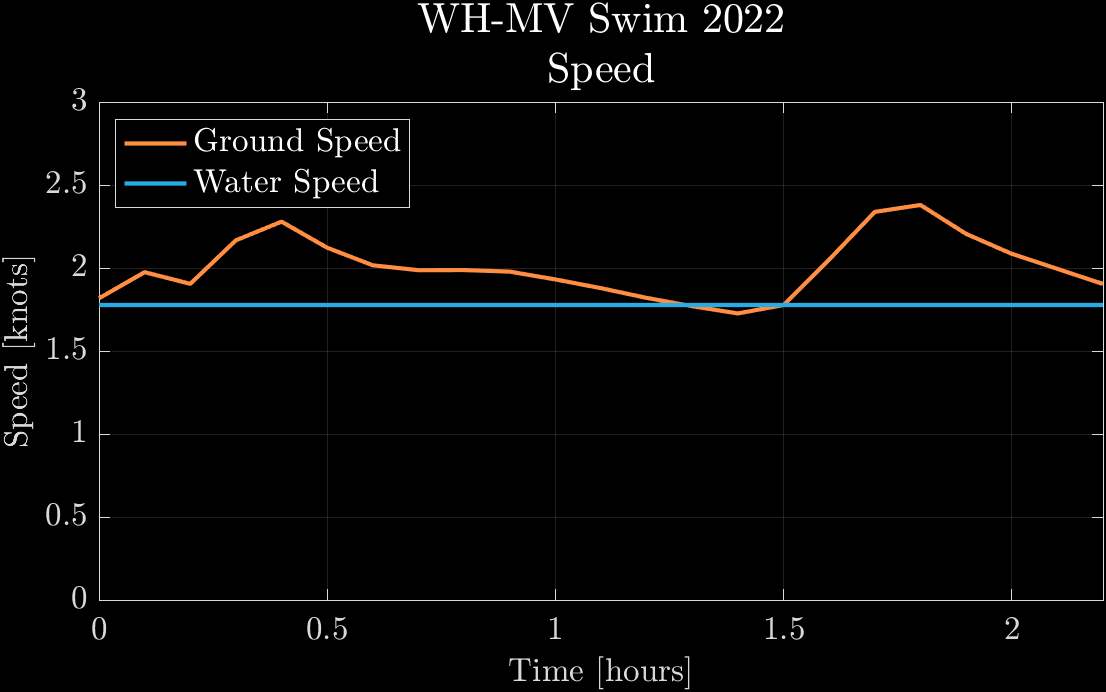 WH-MV Swim 2022
Speed
3
Ground Speed
Water Speed
2.5
2
1.5
1
0.5
0
Speed [knots]
0 0.5 1 1.5 2
Time [hours]